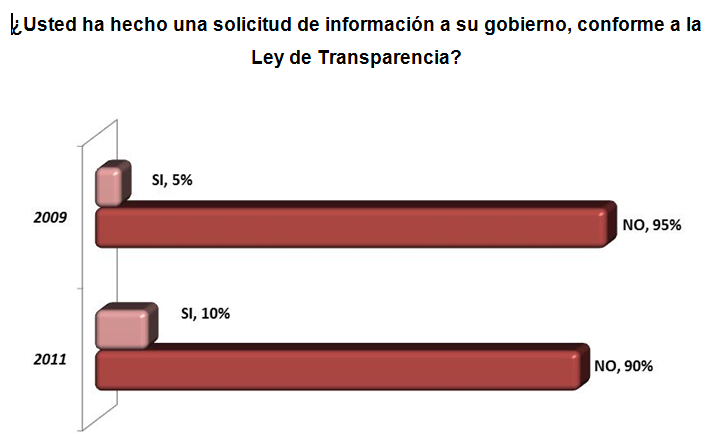 ¿Usted ha hecho una solicitud de información a su gobierno, conforme a la
Ley de Transparencia?
SI, 5%
2009
NO, 95%
SI, 10%
2011
NO, 90%